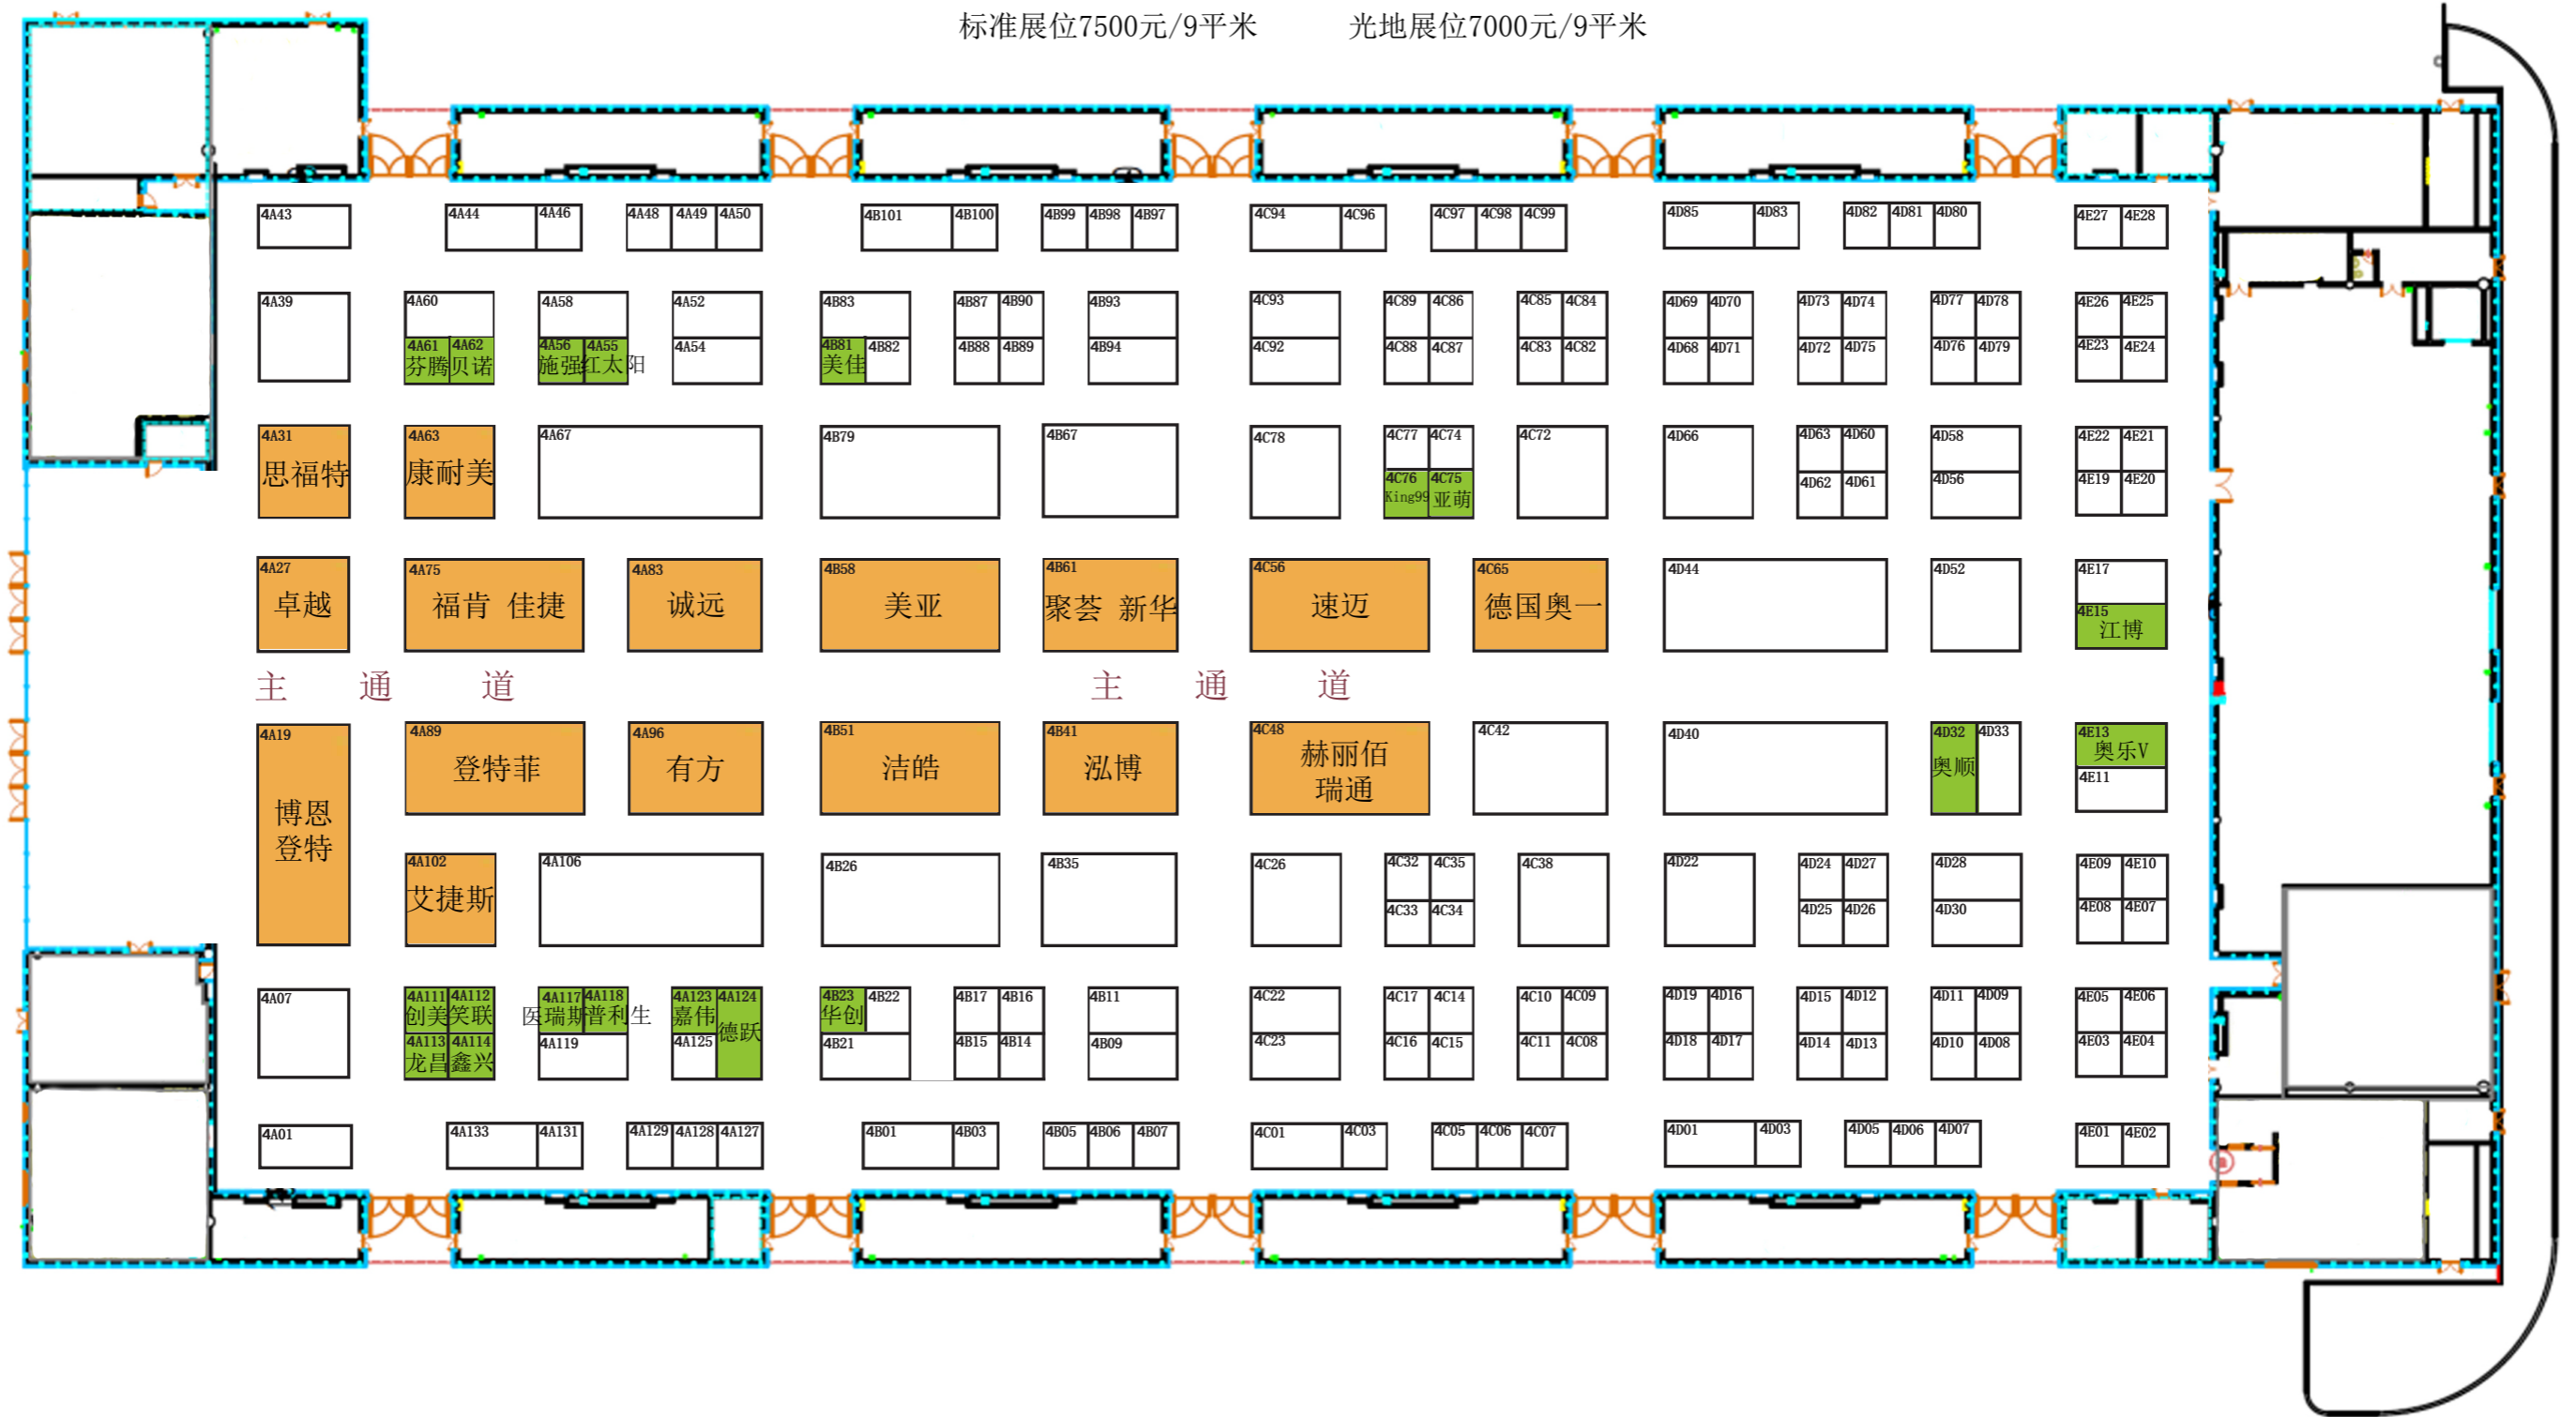 标准展位7500元/9平米 光地展位7000元/9平米
4A43 4A44 4A46 4A48 4A49 4A50 4B101 4B100 4B99 4B98 4B97 4C94 4C96 4C97 4C98 4C99 4D85 4D83 4D82 4D81 4D80 4E27 4E28
4A39 4A60 4A58 4A52 4B83 4B87 4B90 4B93 4C93 4C89 4C86 4C85 4C84 4D69 4D70 4D73 4D74 4D77 4D78 4E26 4E25
4A61 4A62 4A56 4A55 4A54 4B81 4B82 4B88 4B89 4B94 4C92 4C88 4C87 4C83 4C82 4D68 4D71 4D72 4D75 4D76 4D79 4E23 4E24
芬腾 贝诺 施强 红太阳 美佳
4A31 4A63 4A67 4B79 4B67 4C78 4C77 4C74 4C72 4D66 4D63 4D60 4D58 4E22 4E21
思福特 康耐美 4C76 4C75 4D62 4D61 4D56 4E19 4E20
King99 亚萌
4A27 4A75 4A83 4B58 4B61 4C56 4C65 4D44 4D52 4E17
卓越 福肯 佳捷 诚远 美亚 聚荟 新华 速迈 德国奥一 4E15
江博
主 通 道 主 通 道
4A19 4A89 4A96 4B51 4B41 4C48 4C42 4D40 4D32 4D33 4E13
登特菲 有方 洁皓 泓博 赫丽佰 奥顺 奥乐V
瑞通 4E11
博恩
登特
4A102 4A106 4B26 4B35 4C26 4C32 4C35 4C38 4D22 4D24 4D27 4D28 4E09 4E10
艾捷斯 4C33 4C34 4D25 4D26 4D30 4E08 4E07
4A07 4A111 4A112 4A117 4A118 4A123 4A124 4B23 4B22 4B17 4B16 4B11 4C22 4C17 4C14 4C10 4C09 4D19 4D16 4D15 4D12 4D11 4D09 4E05 4E06
创美 笑联 医瑞斯 普利生 嘉伟 德跃 华创
4A113 4A114 4A119 4A125 4B21 4B15 4B14 4B09 4C23 4C16 4C15 4C11 4C08 4D18 4D17 4D14 4D13 4D10 4D08 4E03 4E04
龙昌 鑫兴
4A01 4A133 4A131 4A129 4A128 4A127 4B01 4B03 4B05 4B06 4B07 4C01 4C03 4C05 4C06 4C07 4D01 4D03 4D05 4D06 4D07 4E01 4E02